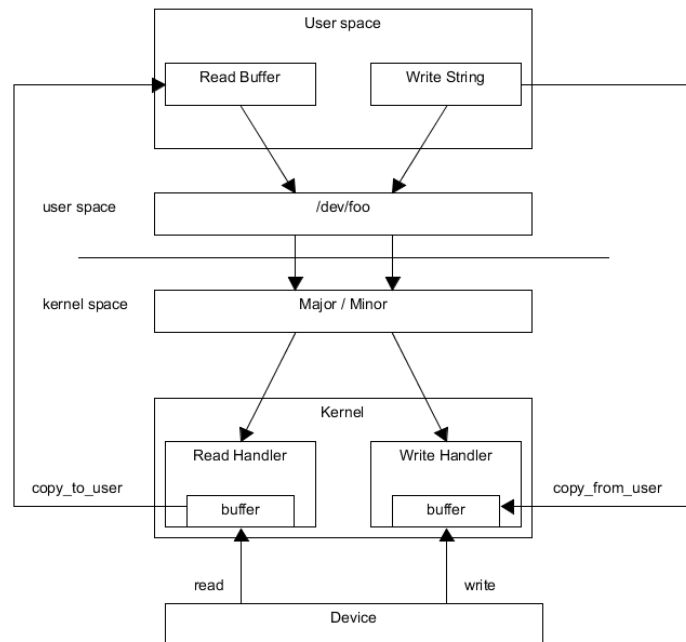 User space
Read Buffer
Write String
user space
/dev/foo
kernel space
Major / Minor
Kernel
Read Handler
Write Handler
copy_to_user
buffer
buffer
copy_from_user
read
write
Device